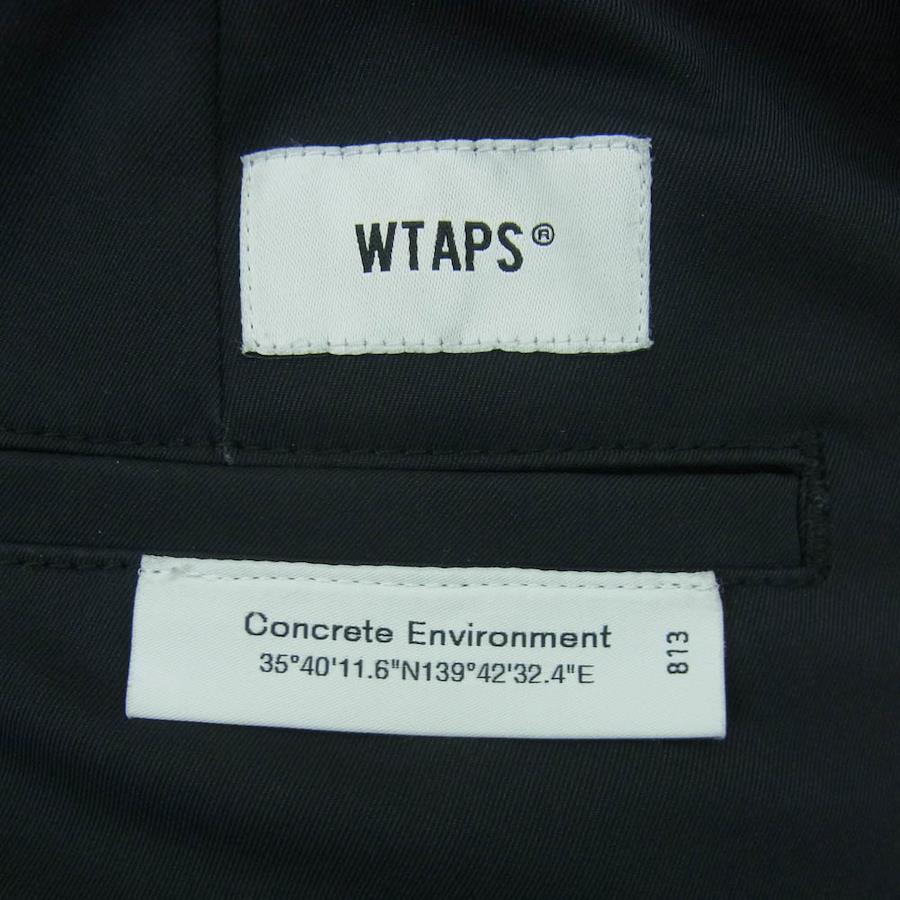 WTAPS®
Concrete Environment
35°40'11.6"N139°42'32.4"E
813